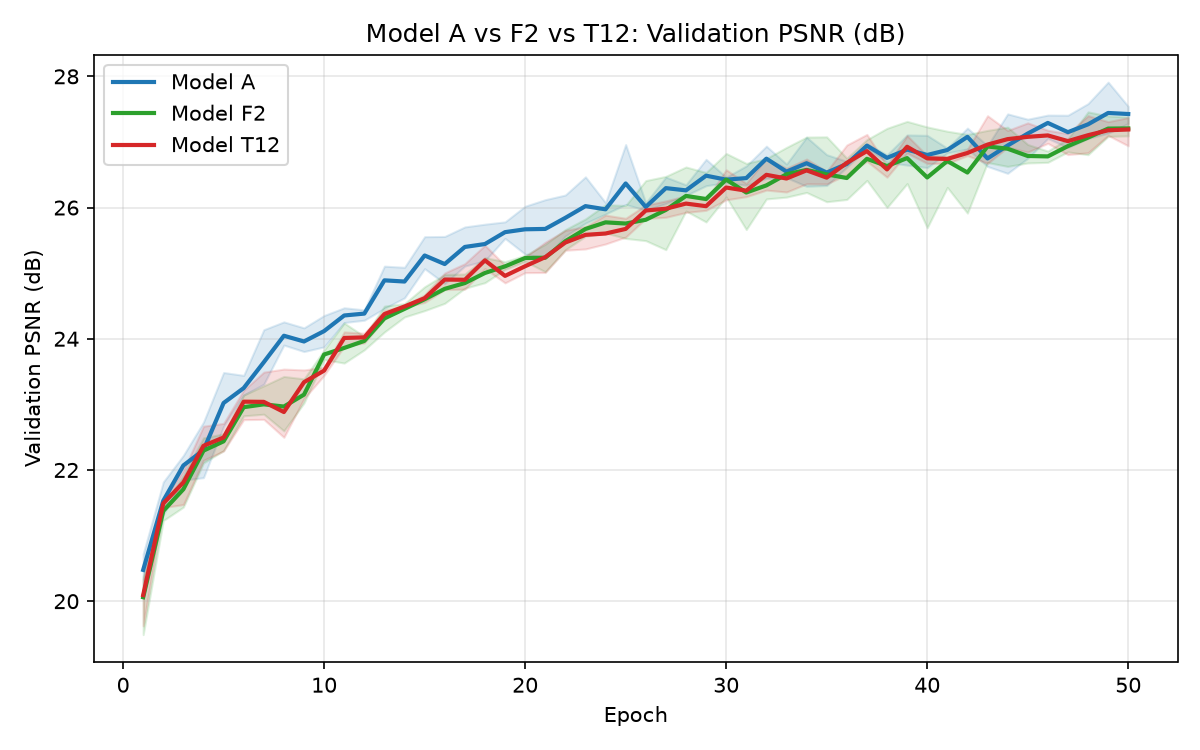 Model A vs F2 vs T12: Validation PSNR (dB)
Model A
Model F2
Model T12
Validation PSNR (dB)
28
26
24
22
20
0 10 20 30 40 50
Epoch